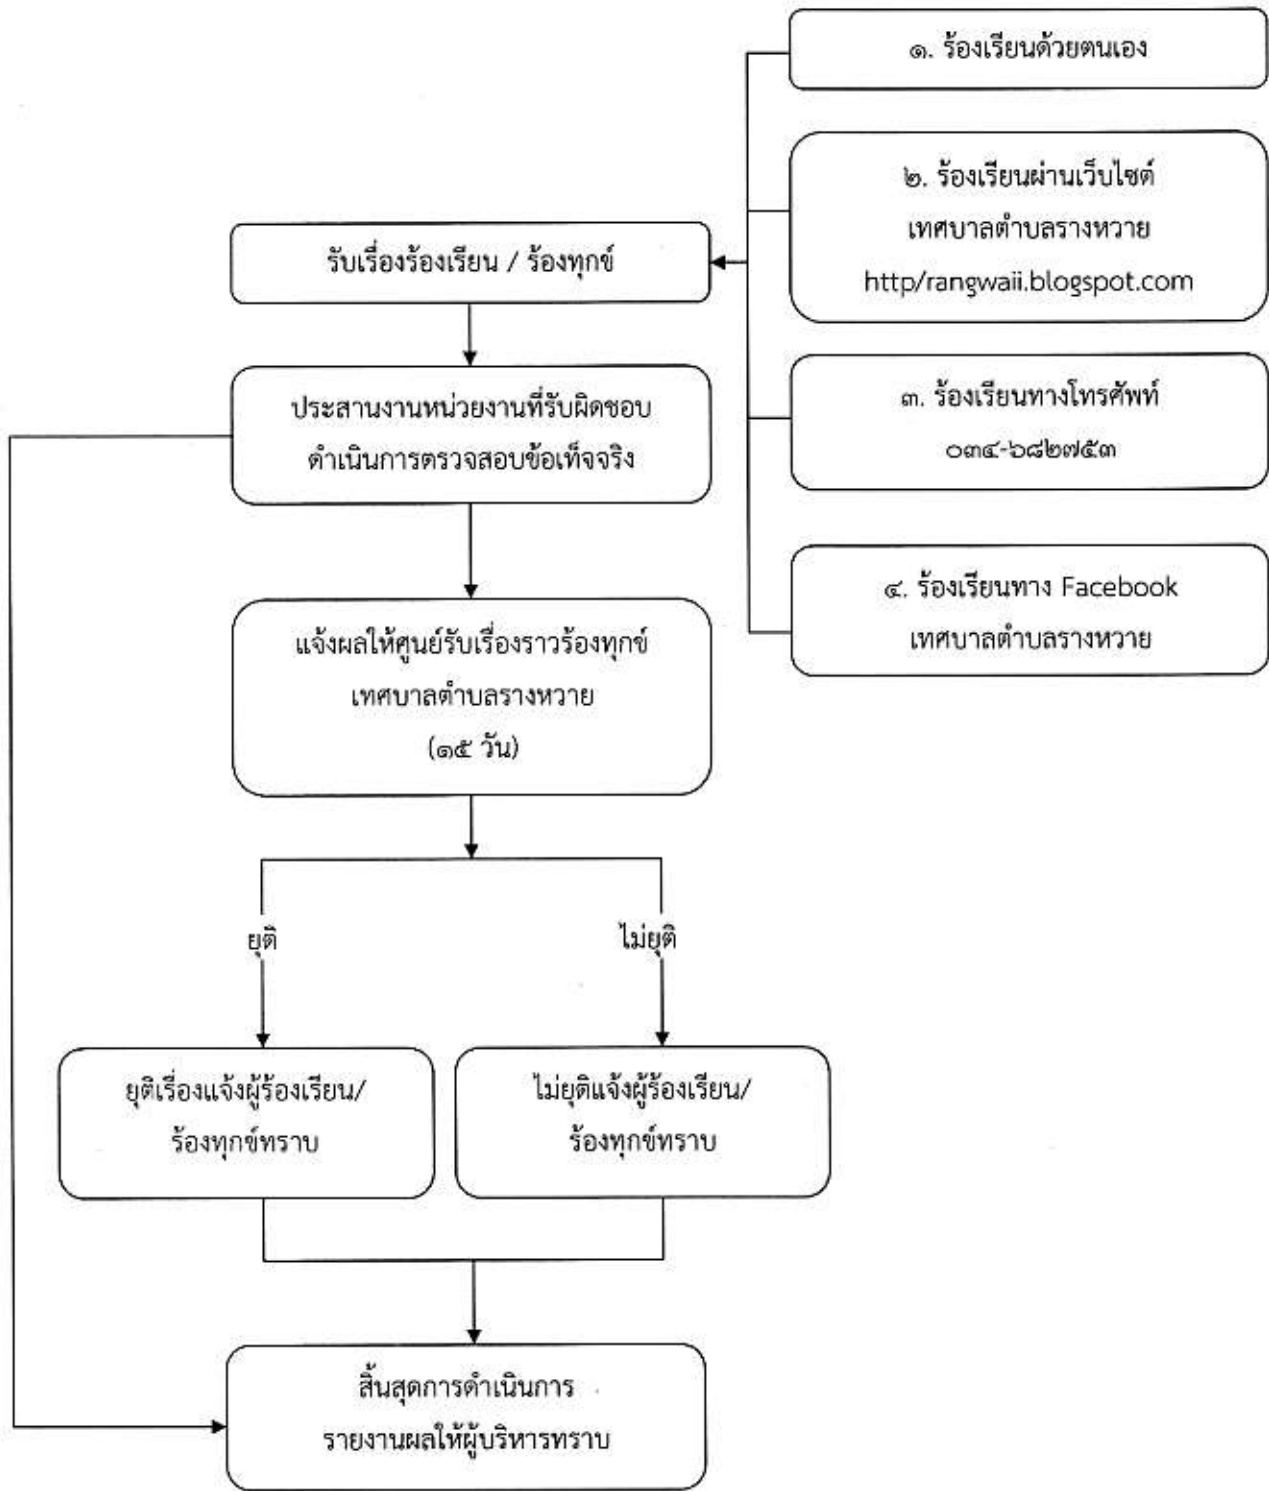 ๑. ร้องเรียนด้วยตนเอง
๒. ร้องเรียนผ่านเว็บไซต์
เทศบาลตำบลรางหวาย
http/rangwaii.blogspot.com
รับเรื่องร้องเรียน / ร้องทุกข์
๓. ร้องเรียนทางโทรศัพท์
๐๓๔-๖๘๒๗๕๓
ประสานงานหน่วยงานที่รับผิดชอบ
ดำเนินการตรวจสอบข้อเท็จจริง
๔. ร้องเรียนทาง Facebook
เทศบาลตำบลรางหวาย
แจ้งผลให้ศูนย์รับเรื่องราวร้องทุกข์
เทศบาลตำบลรางหวาย
(๑๕ วัน)
ยุติ
ไม่ยุติ
ยุติเรื่องแจ้งผู้ร้องเรียน/
ร้องทุกข์ทราบ
ไม่ยุติแจ้งผู้ร้องเรียน/
ร้องทุกข์ทราบ
สิ้นสุดการดำเนินการ
รายงานผลให้ผู้บริหารทราบ